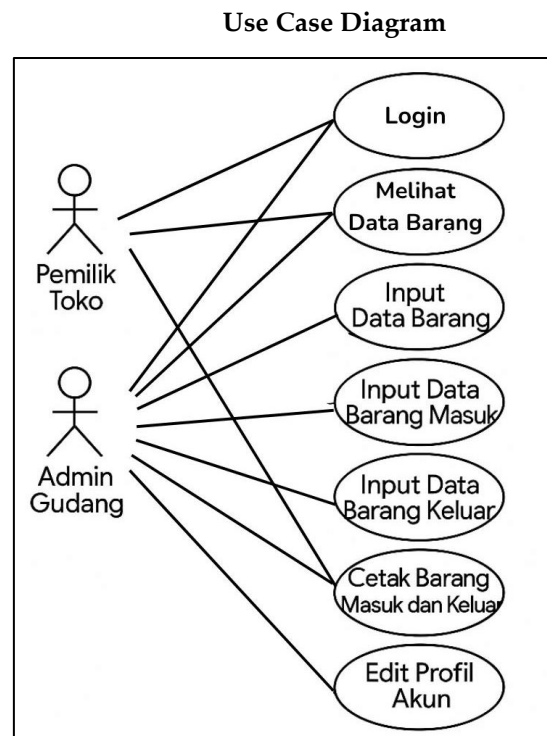 Use Case Diagram
Login
Melihat
Data Barang
Pemilik
Toko
Input
Data Barang
Input Data
Barang Masuk
Admin
Gudang
Input Data
Barang Keluar
Cetak Barang
Masuk dan Keluar
Edit Profil
Akun